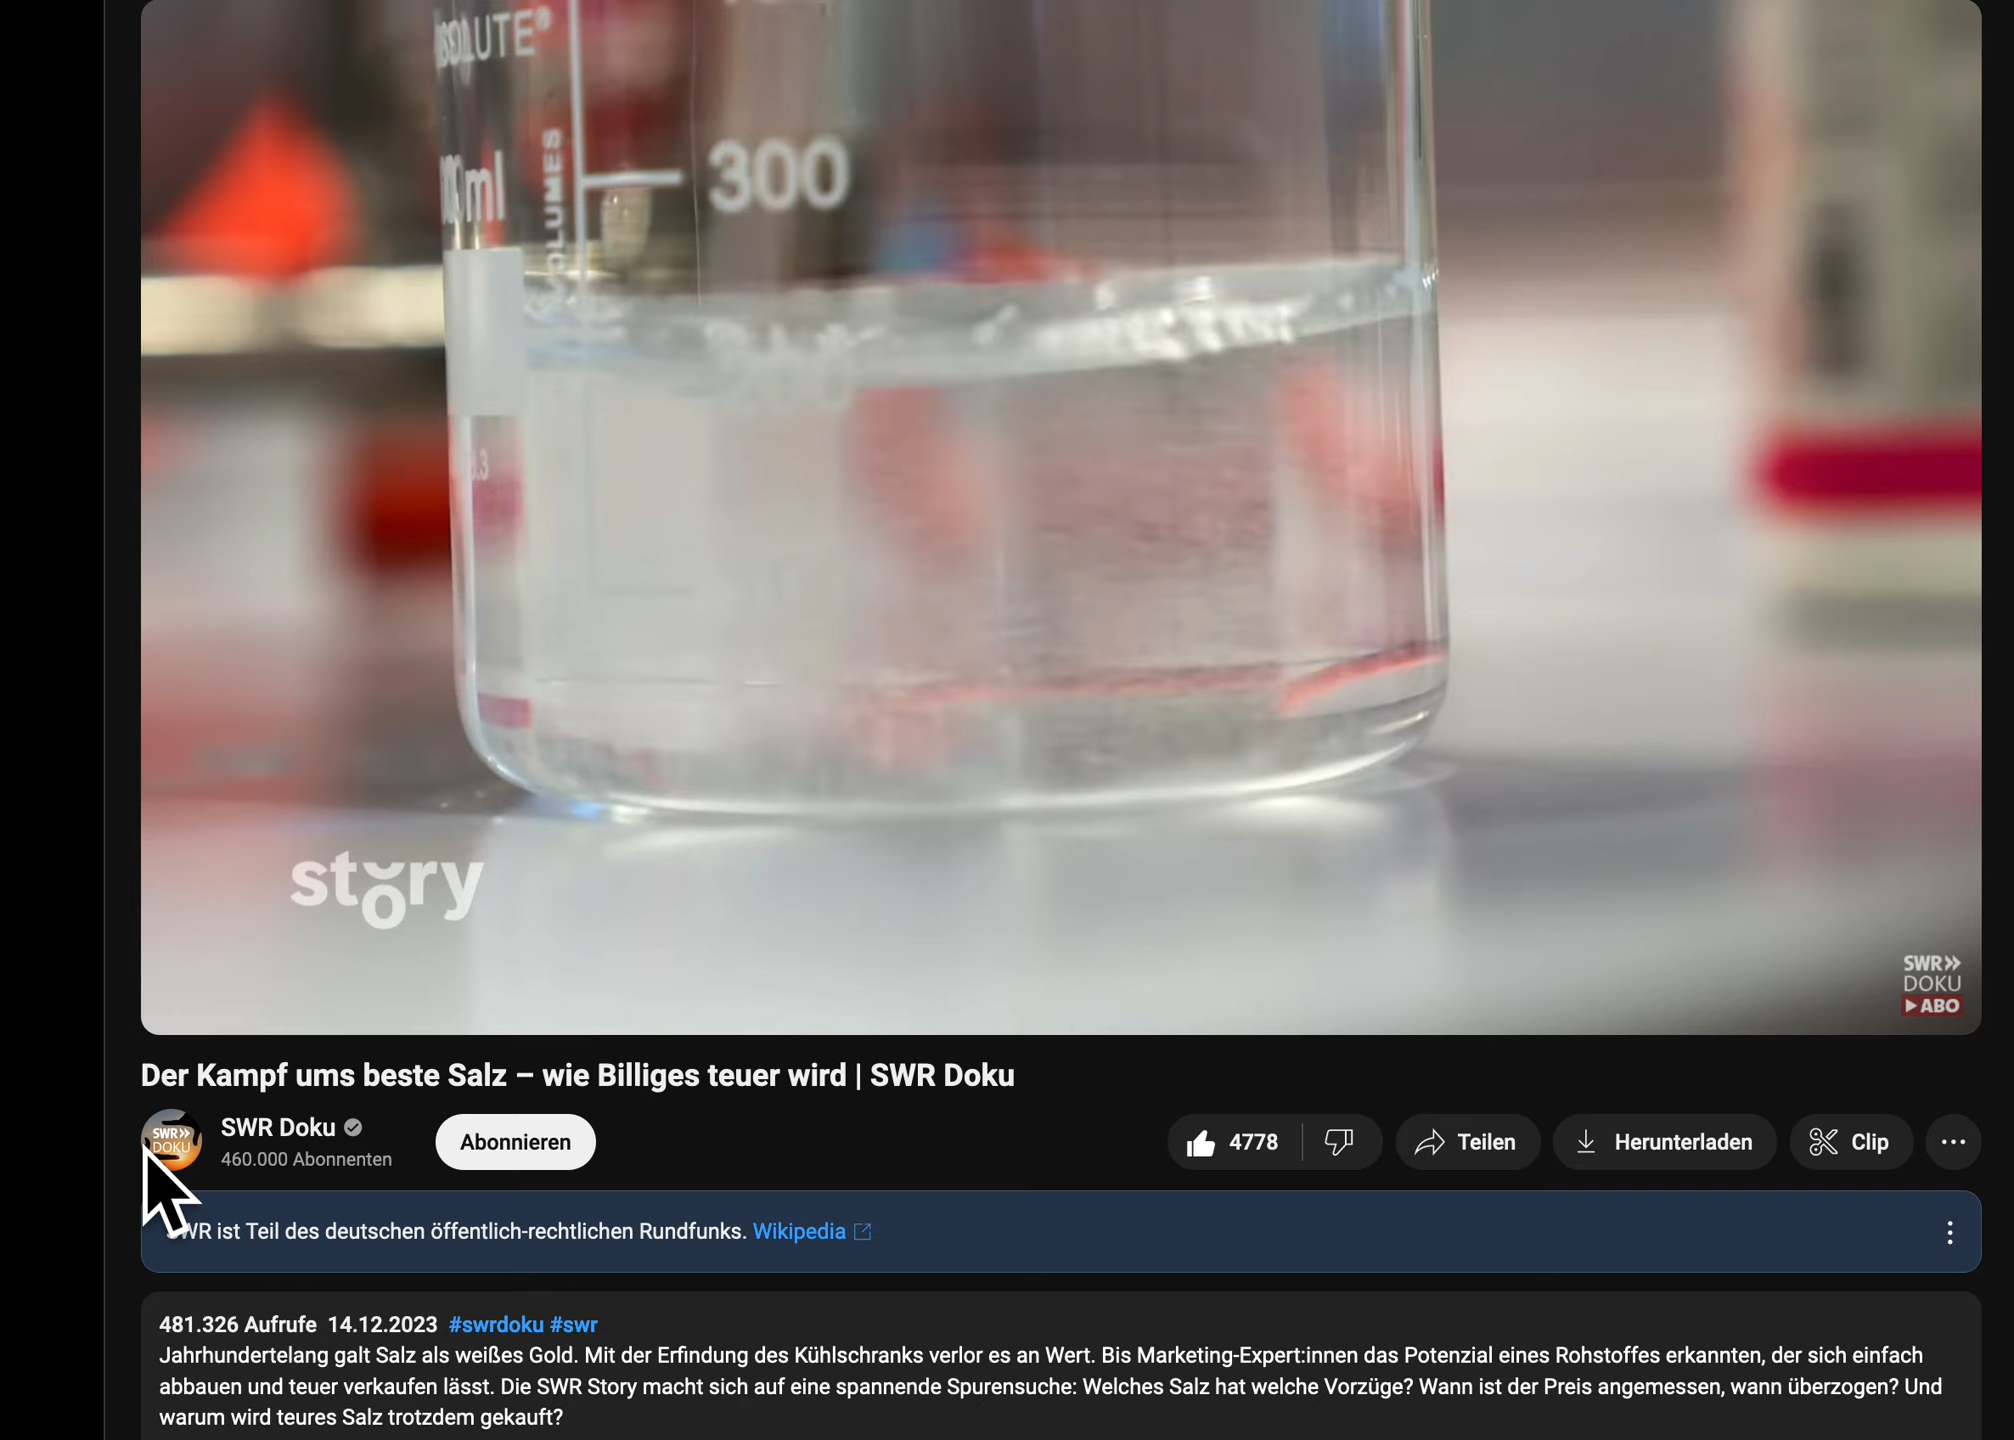 300
200
story
SWR»
DOKU
ABO
Der Kampf ums beste Salz – wie Billiges teuer wird | SWR Doku
SWR»
DOKU
SWR Doku
460.000 Abonnenten
Abonnieren
4778
Teilen
Herunterladen
Clip
SWR ist Teil des deutschen öffentlich-rechtlichen Rundfunks. Wikipedia
481.326 Aufrufe 14.12.2023 #swrdoku #swr
Jahrhundertelang galt Salz als weißes Gold. Mit der Erfindung des Kühlschranks verlor es an Wert. Bis Marketing-Expert:innen das Potenzial eines Rohstoffes erkannten, der sich einfach
abbauen und teuer verkaufen lässt. Die SWR Story macht sich auf eine spannende Spurensuche: Welches Salz hat welche Vorzüge? Wann ist der Preis angemessen, wann überzogen? Und
warum wird teures Salz trotzdem gekauft?